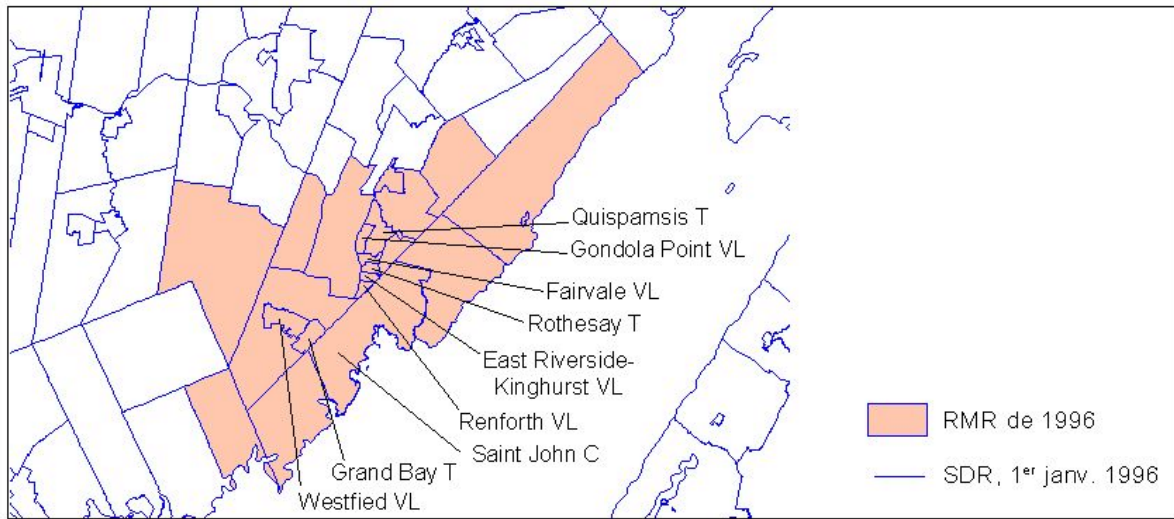 Quispamsis T
Gondola Point VL
Fairvale VL
Rothesay T
East Riverside-
Kinghurst VL
Renforth VL
Saint John C
Grand Bay T
Westfied VL
RMR de 1996
SDR, 1er janv. 1996